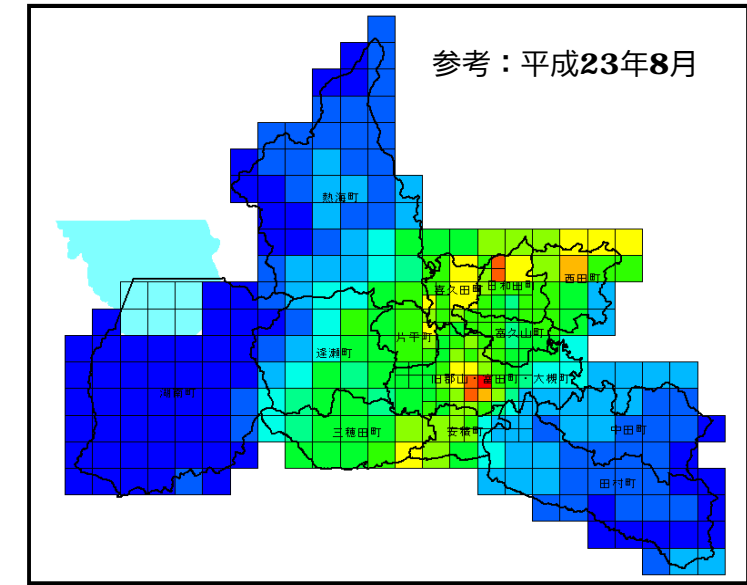 参考：平成23年8月
熱海町
西田町
喜久田町
日和田町
片平町
富久山町
逢瀬町
旧郡山・富田町・大槻町
湖南町
三穂田町
安積町
中田町
田村町